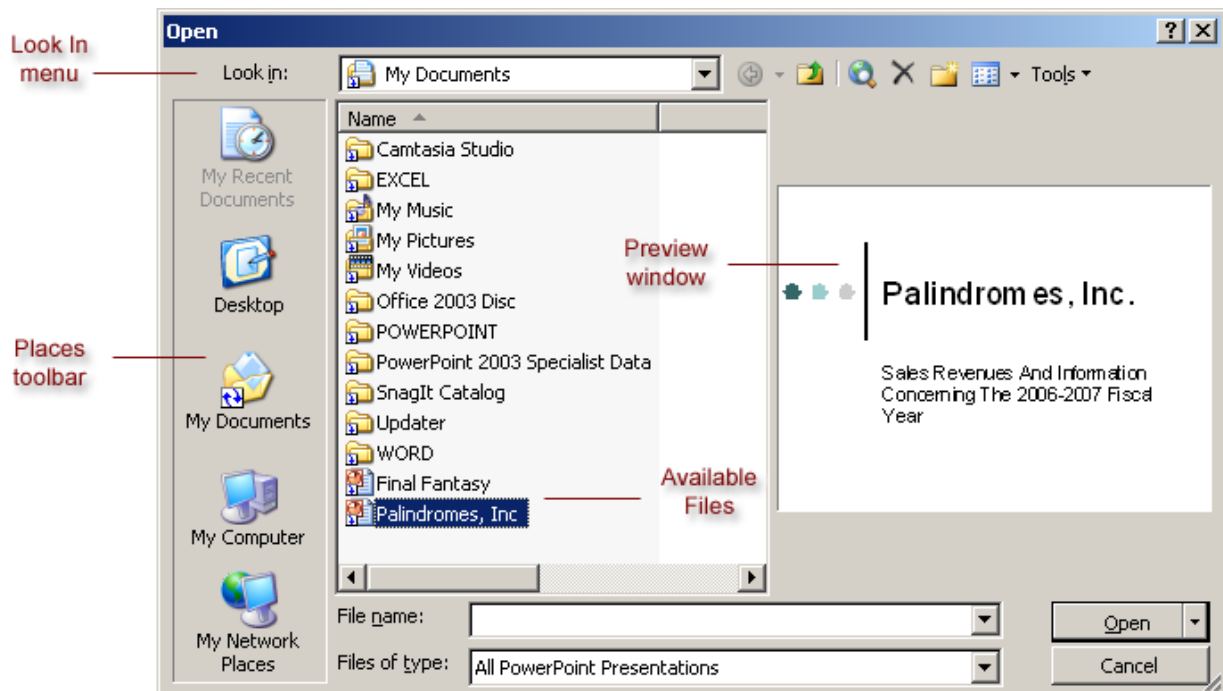 Open
Look In
menu
Look in:
My Documents
Tools
Name
My Recent
Documents
Desktop
Places
toolbar
My Documents
My Computer
My Network
Places
Camtasia Studio
EXCEL
My Music
My Pictures
My Videos
Office 2003 Disc
POWERPOINT
PowerPoint 2003 Specialist Data
SnagIt Catalog
Updater
WORD
Final Fantasy
Palindromes, Inc
Available
Files
Preview
window
Palindromes, Inc.
Sales Revenues And Information
Concerning The 2006-2007 Fiscal
Year
File name:
Open
Files of type:
All PowerPoint Presentations
Cancel